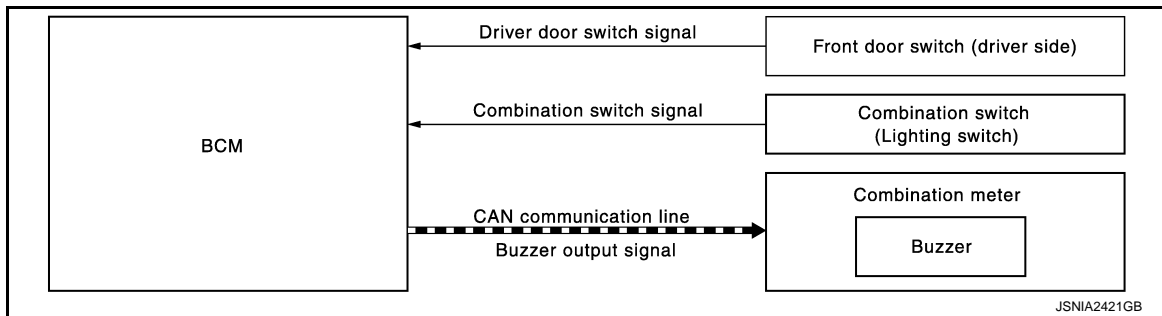 Driver door switch signal
Front door switch (driver side)
Combination switch signal
Combination switch
(Lighting switch)
BCM
Combination meter
CAN communication line
Buzzer output signal
Buzzer
JSNIA2421GB